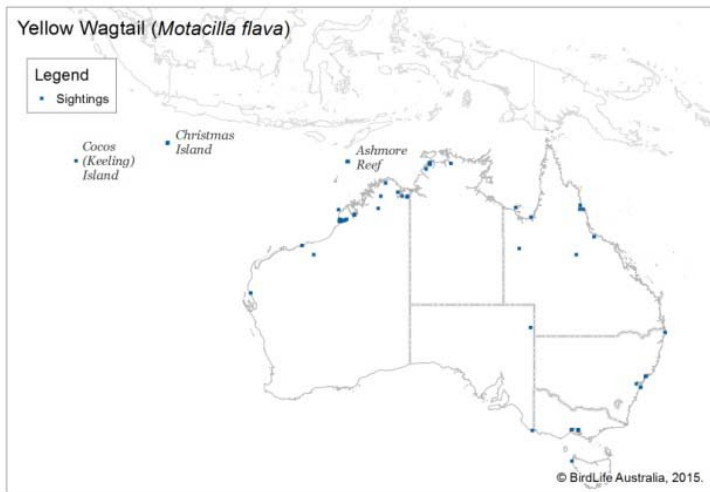 Yellow Wagtail (Motacilla flava)
Legend
Sightings
Cocos
(Keeling)
Island
Christmas
Island
Ashmore
Reef
© BirdLife Australia, 2015.